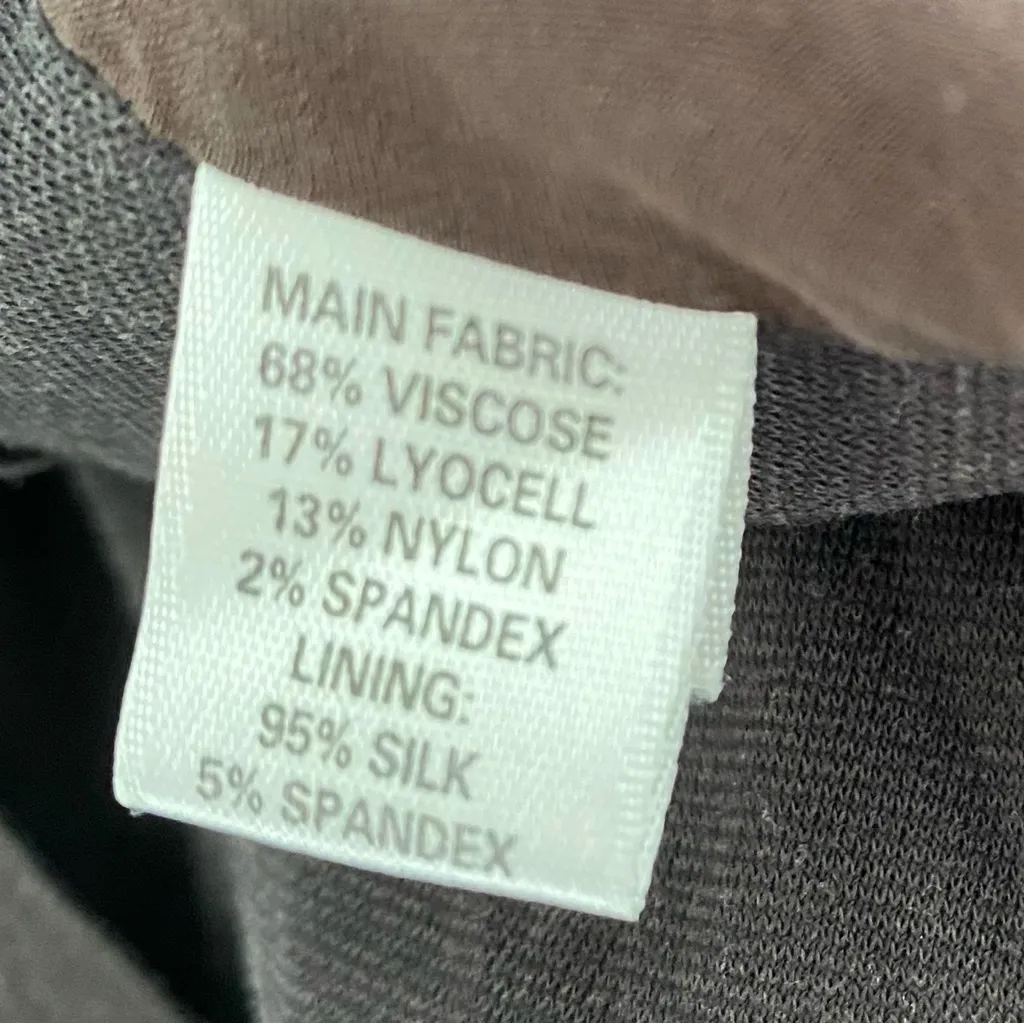 MAIN FABRIC:
68% VISCOSE
17% LYOCELL
13% NYLON
2% SPANDEX
LINING:
95% SILK
5% SPANDEX